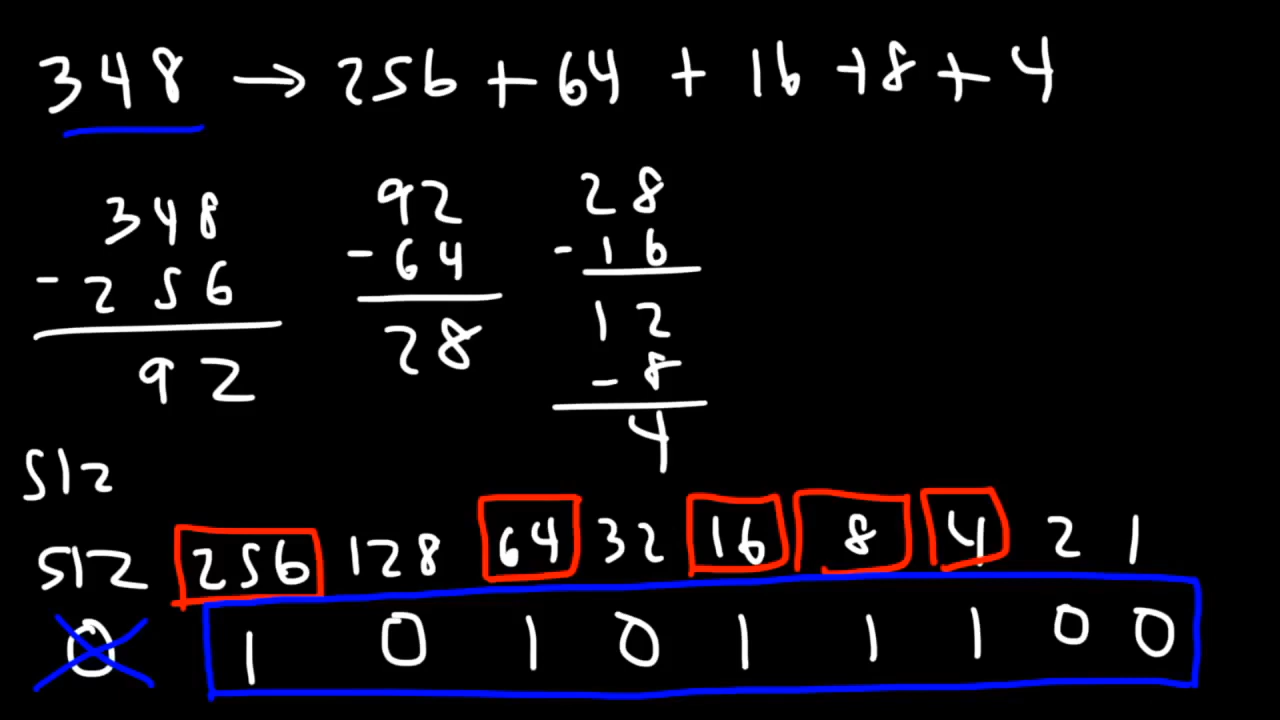 348 → 256 + 64 + 16 + 8 + 4
348 92 28
- 256 - 64 - 16
92 28 12
- 8
4
512
512 256 128 64 32 16 8 4 2 1
0 1 0 1 0 1 1 1 0 0